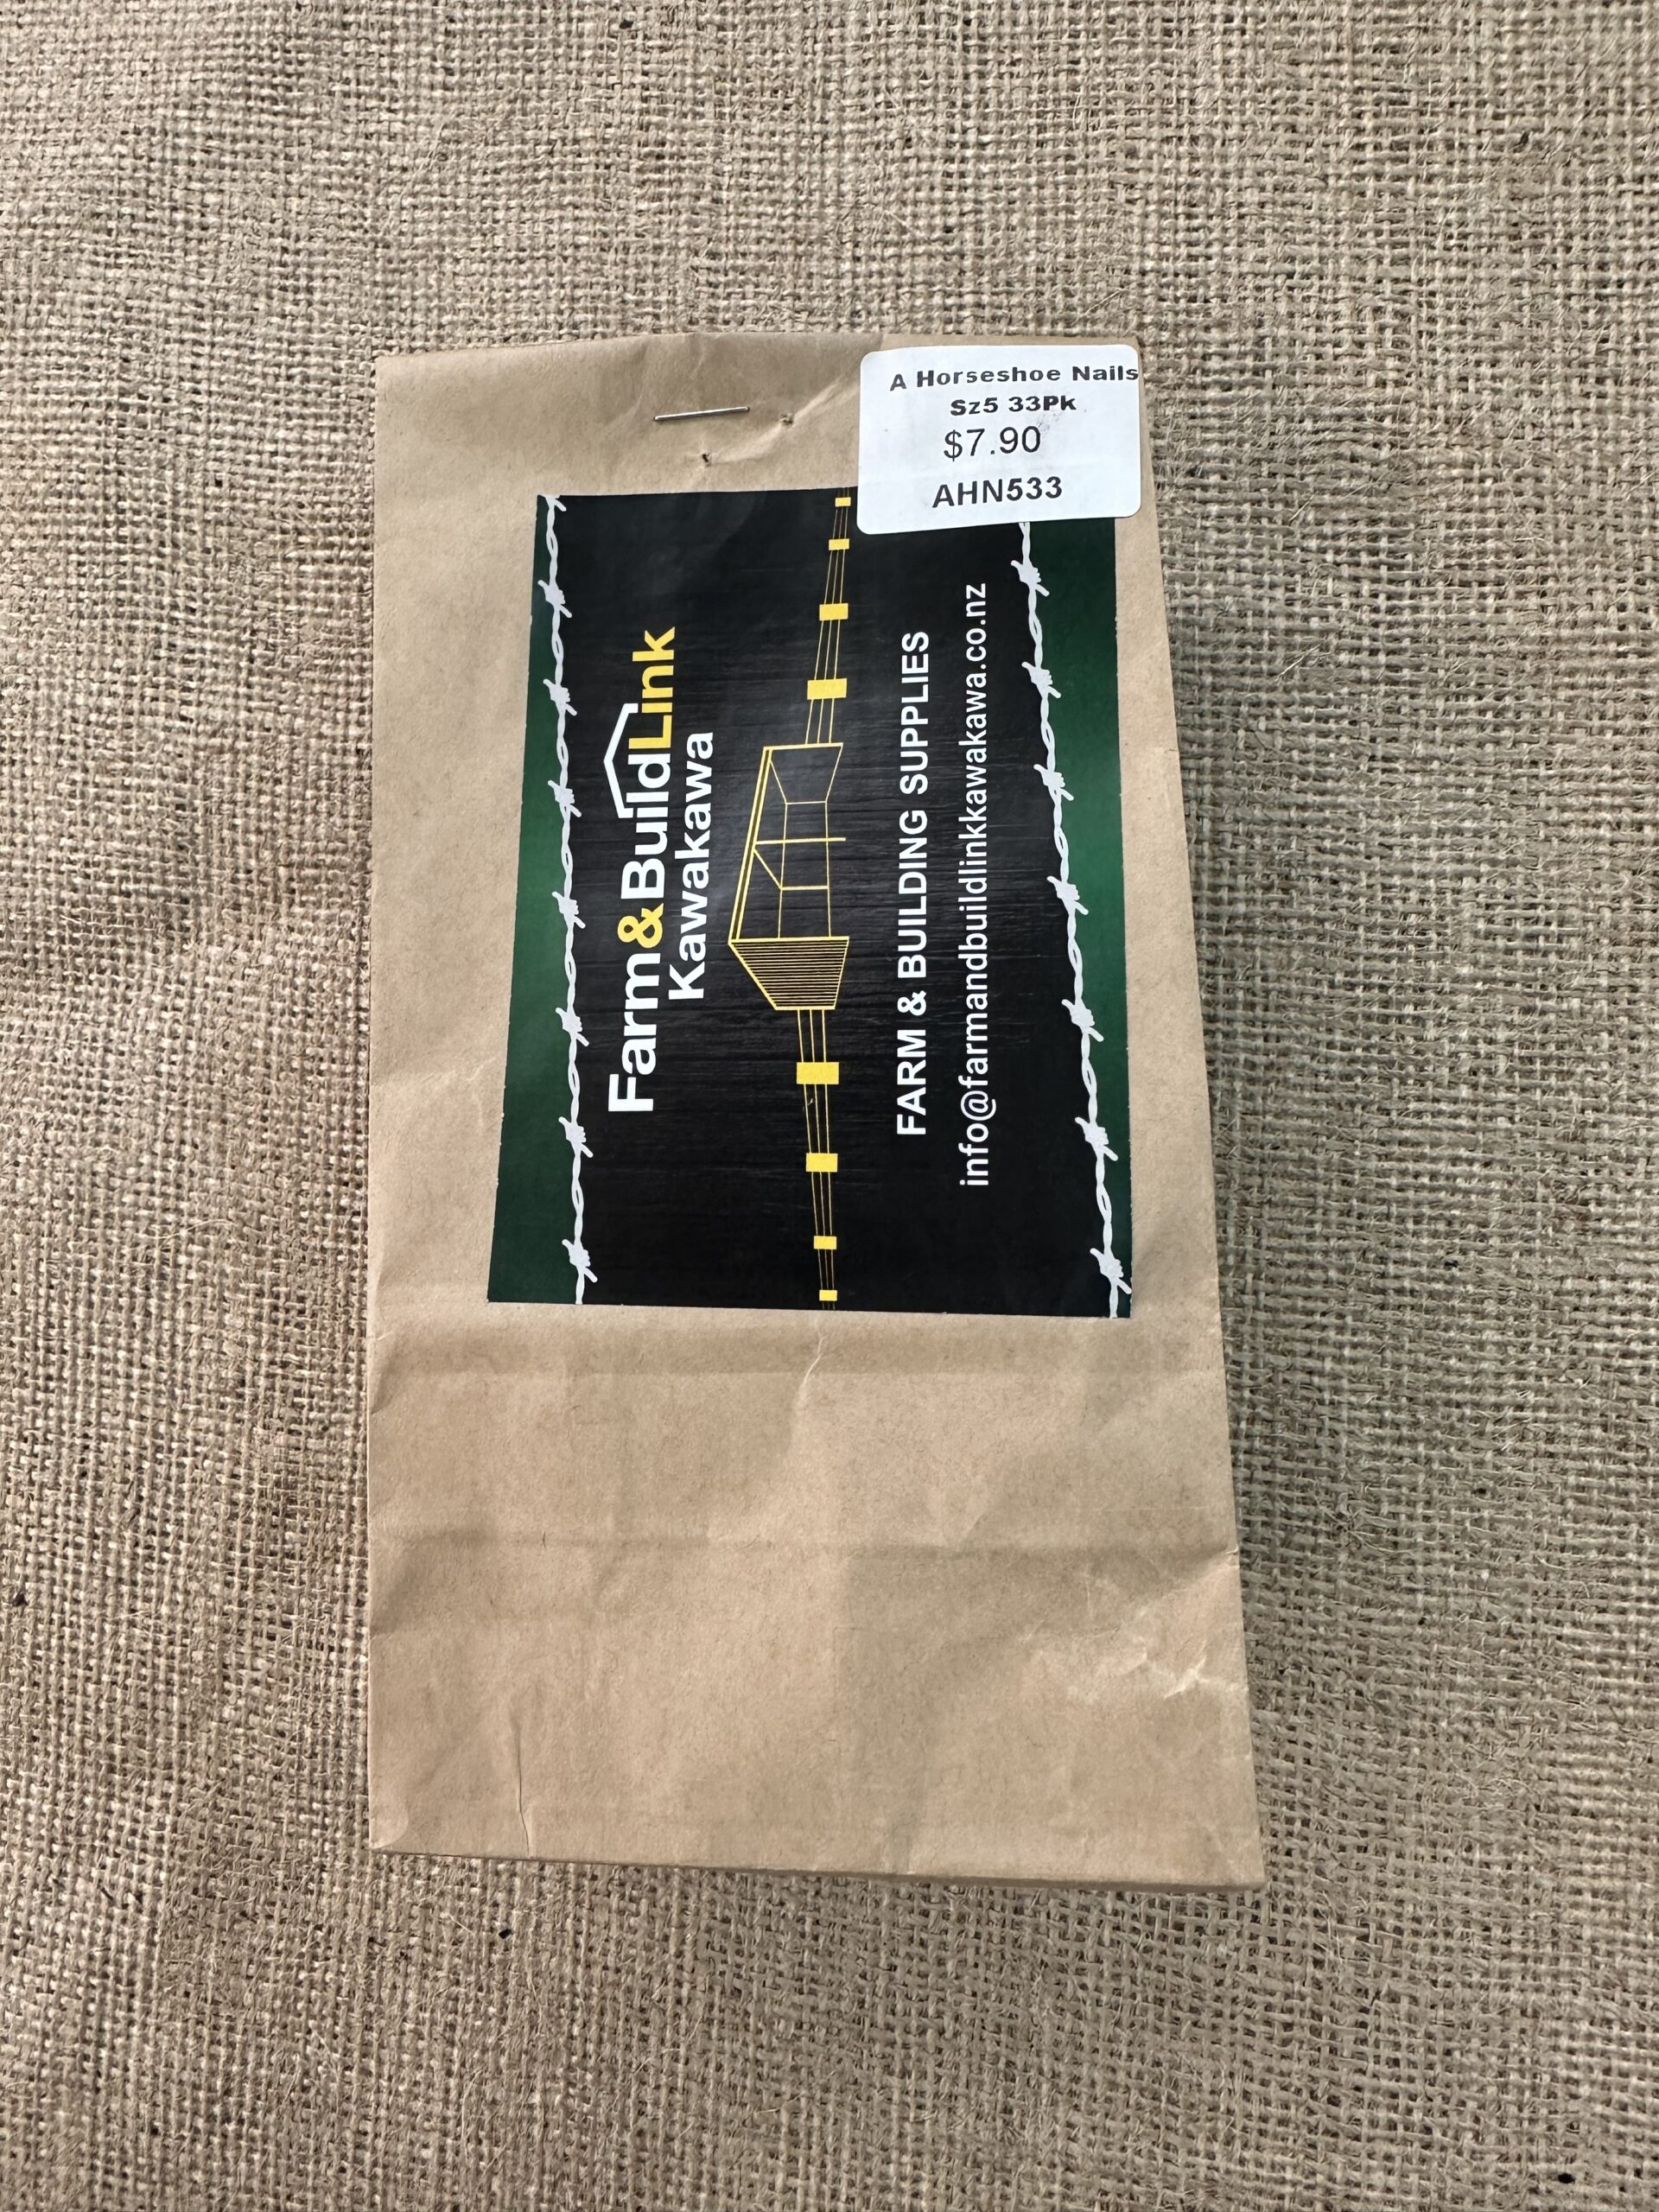 A Horseshoe Nails
Sz5 33Pk
$7.90
AHN533
Farm&BuildLink
Kawakawa
FARM & BUILDING SUPPLIES
info@farmandbuildlinkkawakawa.co.nz